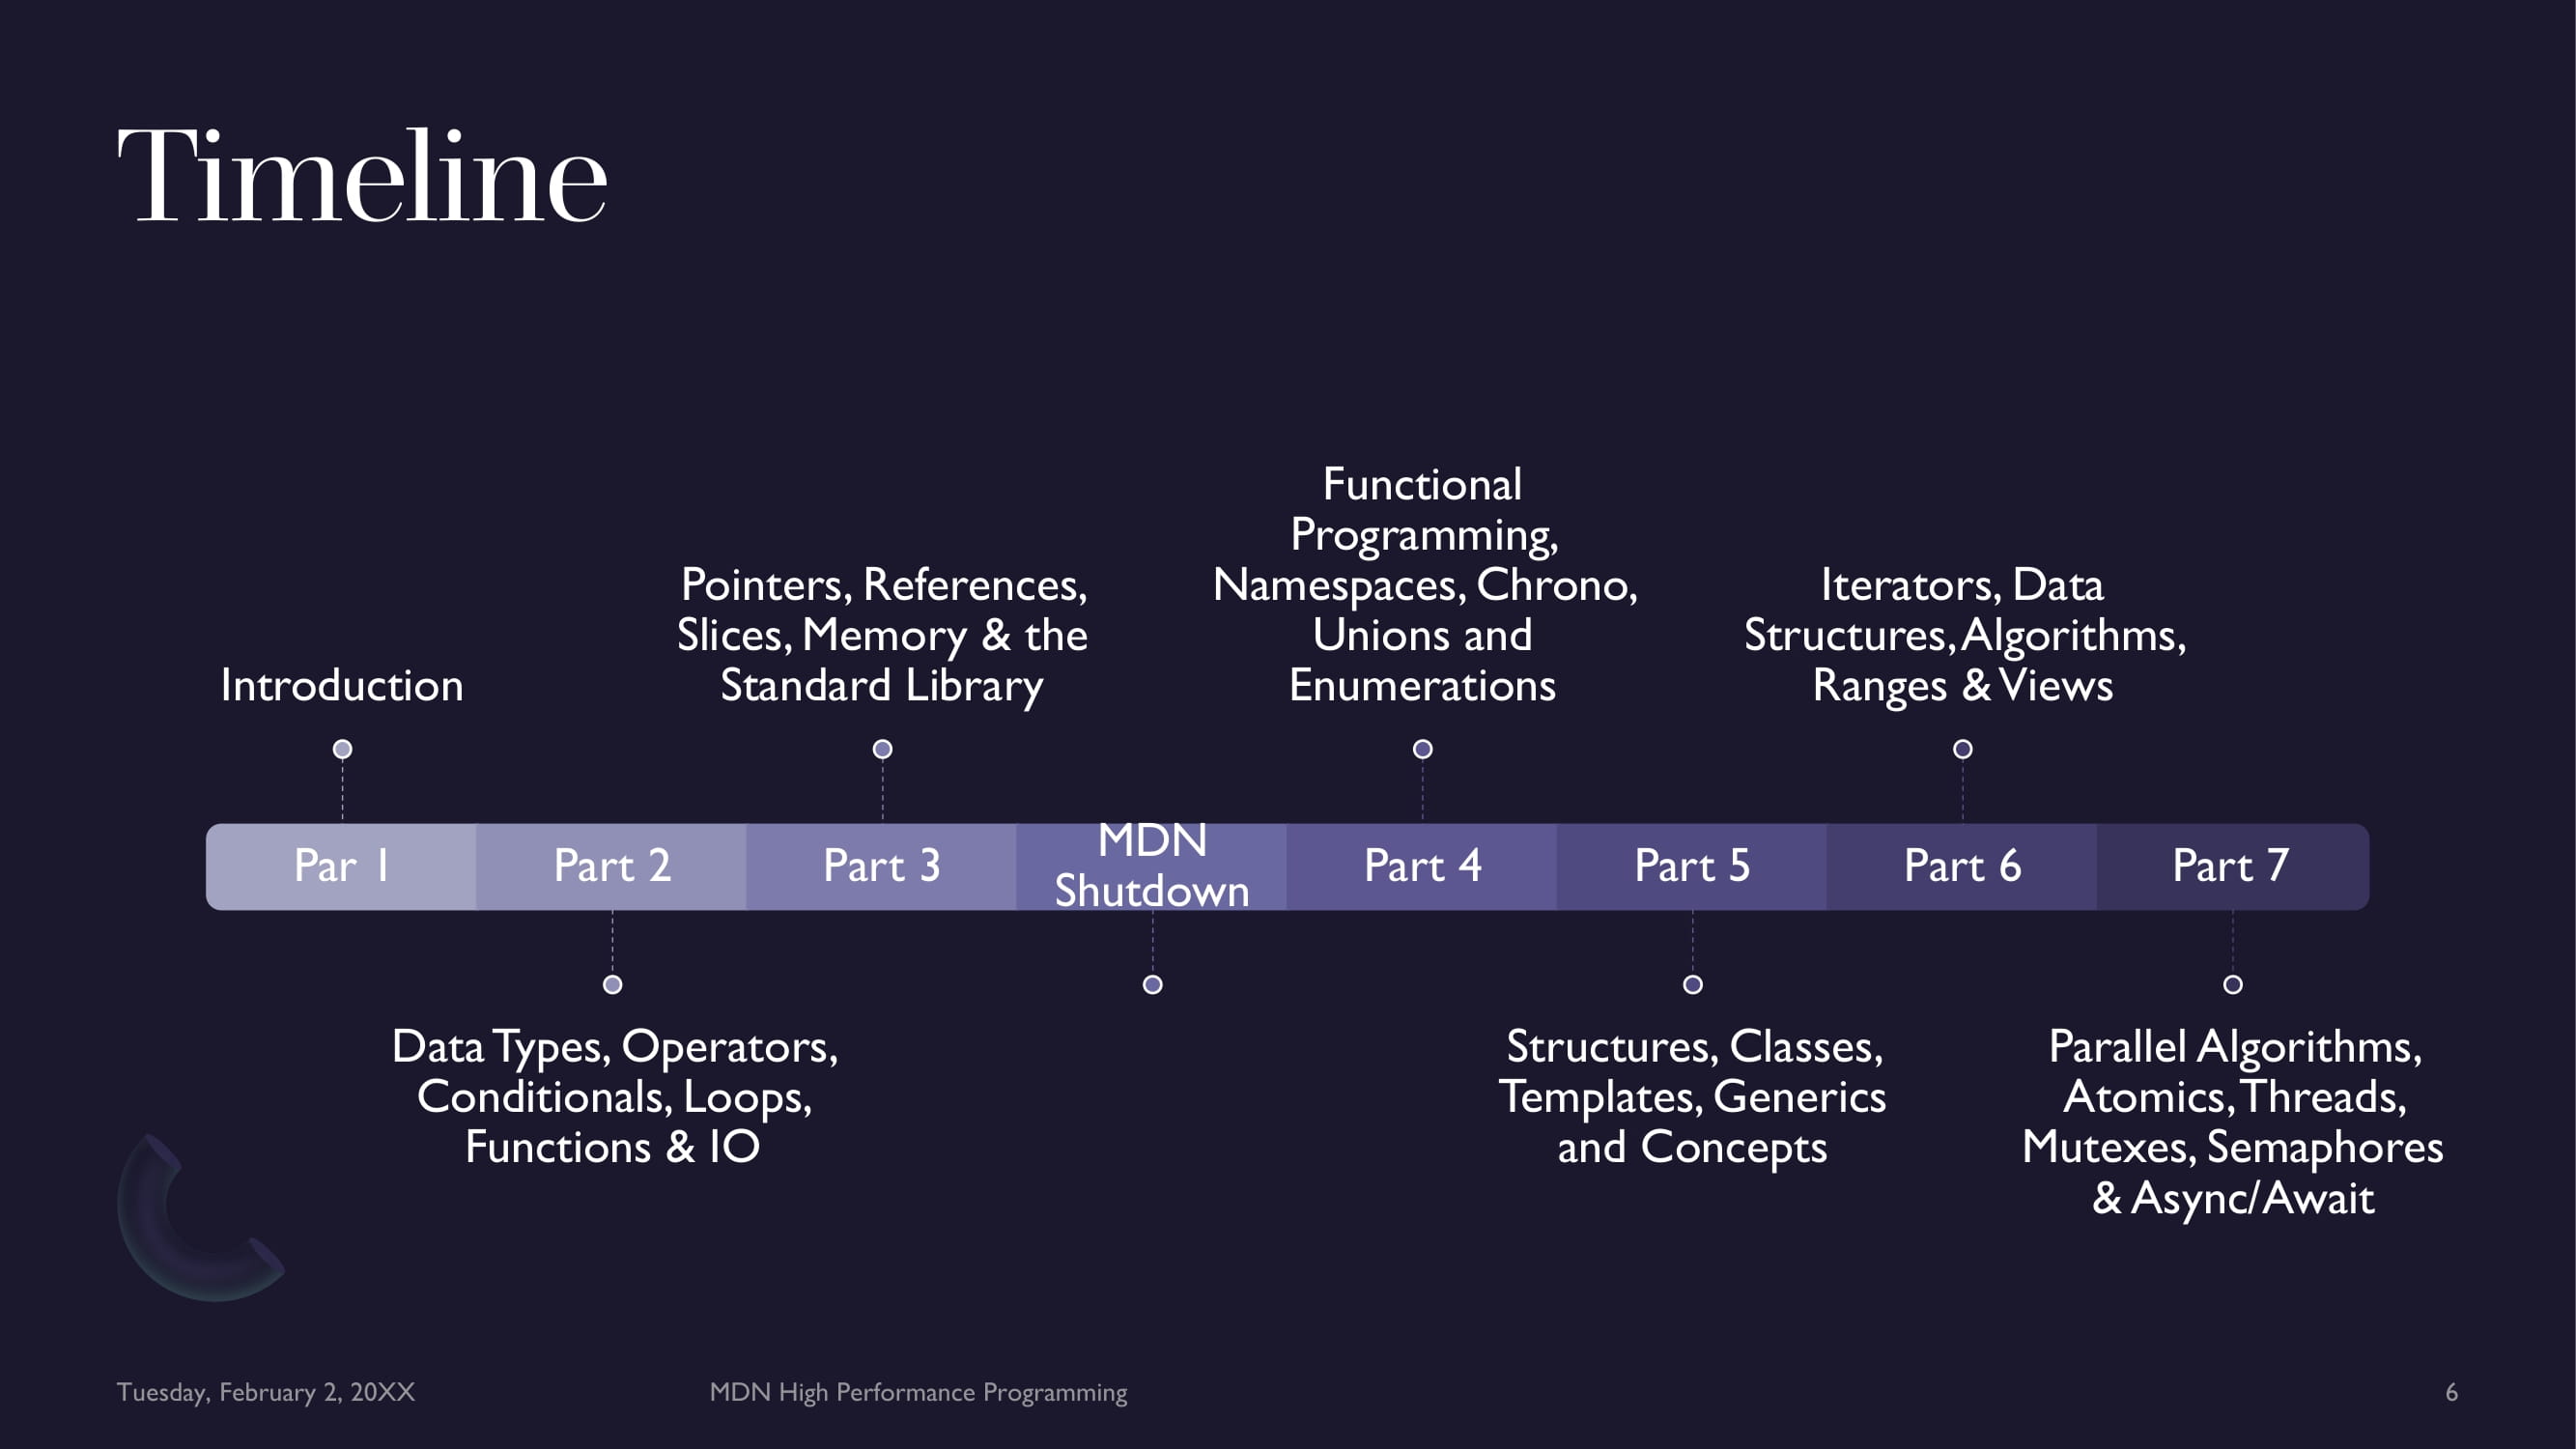 Timeline
Introduction
Pointers, References,
Slices, Memory & the
Standard Library
Functional
Programming,
Namespaces, Chrono,
Unions and
Enumerations
Iterators, Data
Structures, Algorithms,
Ranges & Views
Par 1
Part 2
Part 3
MDN
Shutdown
Part 4
Part 5
Part 6
Part 7
Data Types, Operators,
Conditionals, Loops,
Functions & IO
Structures, Classes,
Templates, Generics
and Concepts
Parallel Algorithms,
Atomics, Threads,
Mutexes, Semaphores
& Async/Await
Tuesday, February 2, 20XX
MDN High Performance Programming
6